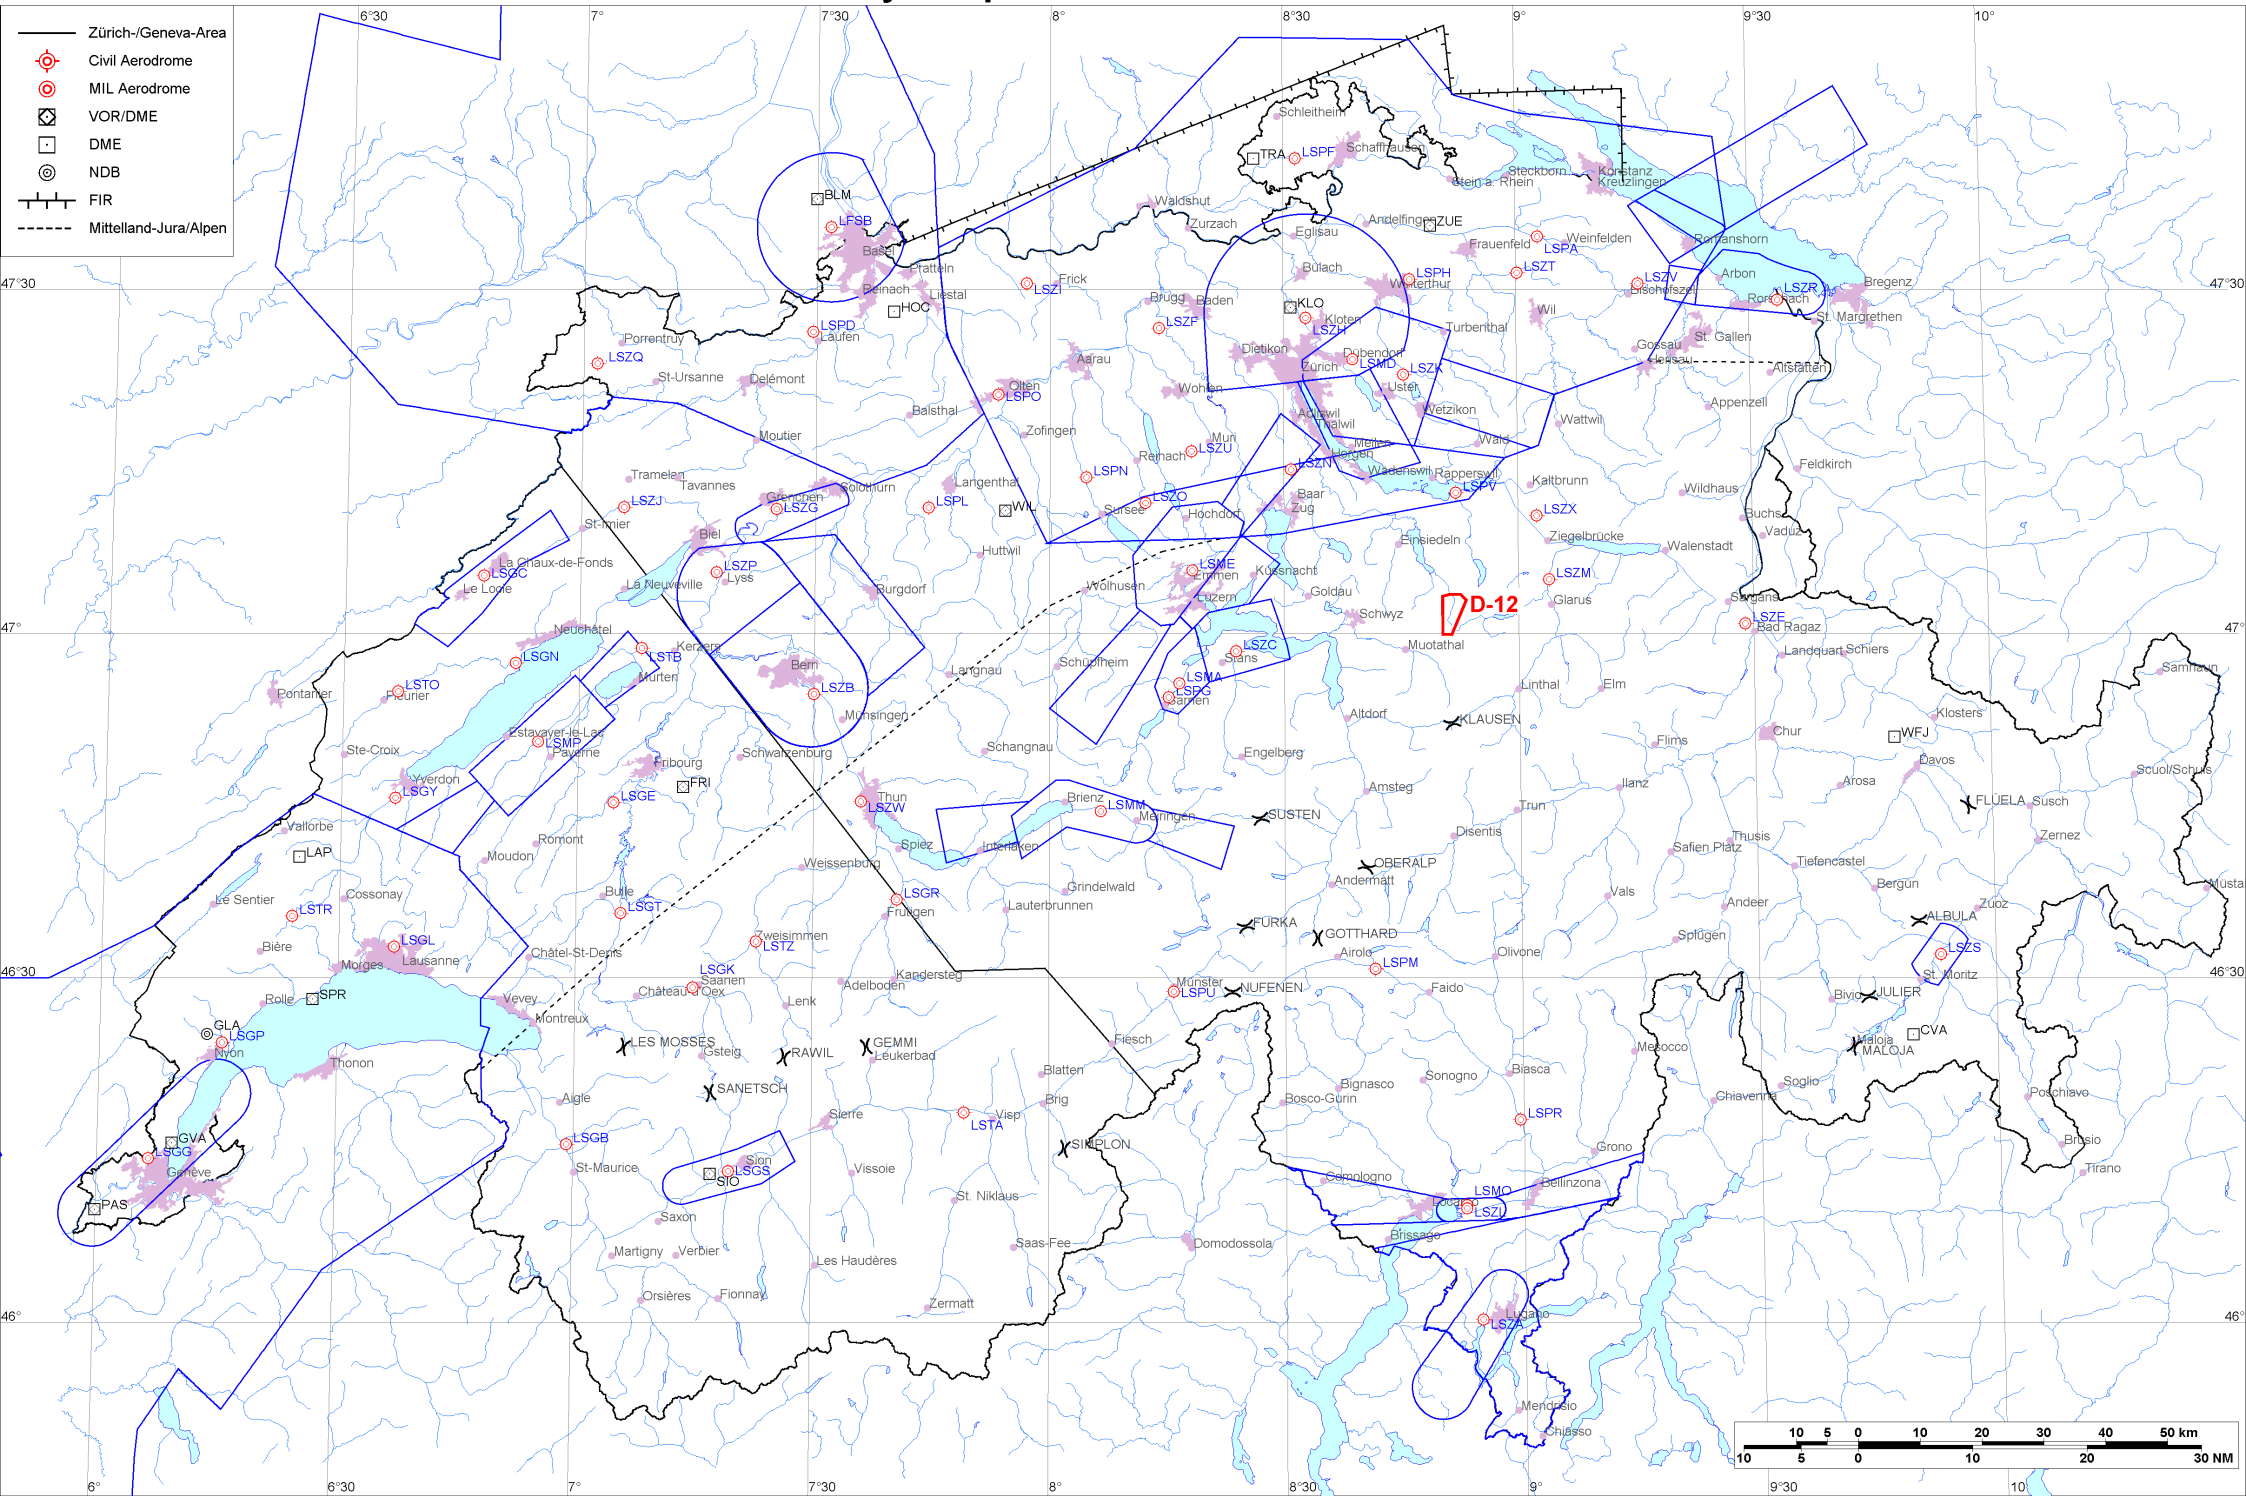 6°30
7°
7°30
8°
8°30
9°
9°30
10°
Zürich-/Geneva-Area
Civil Aerodrome
MIL Aerodrome
VOR/DME
DME
NDB
FIR
Mittelland-Jura/Alpen
Schleitheim
TRA
LSPF
Schaffhausen
Steckborn
Stein a. Rhein
Konstanz
Kreuzlingen
BLM
LFSB
Basel
Waldshut
Zurzach
Eglisau
Andelfingen
ZUE
Frauenfeld
LSPA
Weinfelden
Romanshorn
Pratteln
Reinach
Liestal
HOC
LSZI
Frick
Bülach
LSPH
Winterthur
LSZT
LSZV
Bischofszell
Arbon
LSZR
Rorschach
Bregenz
St. Margrethen
47°30
47°30
Brugg
Baden
LSZF
KLO
Kloten
LSZH
Turbenthal
Wil
St. Gallen
Gossau
Herisau
Altstätten
Appenzell
Porrentruy
LSZQ
LSPD
Laufen
St-Ursanne
Delémont
Aarau
Olten
LSPO
Balsthal
Zofingen
Wohlen
Dietikon
Zürich
Dübendorf
LSMD
LSZK
Uster
Wetzikon
Adliswil
Thalwil
Meilen
Horgen
Wald
Wattwil
Wädenswil
Rapperswil
LSPV
Moutier
Tramelan
Tavannes
Grenchen
Solothurn
LSZG
LSZJ
St-Imier
Langenthal
LSPL
WIL
LSPN
Reinach
Muri
LSZU
LSZN
LSZO
Sursee
Hochdorf
Baar
Zug
Kaltbrunn
LSZX
Ziegelbrücke
Wildhaus
Feldkirch
Buchs
Vaduz
Walenstadt
Biel
LSZP
Lyss
La Chaux-de-Fonds
LSGC
Le Locle
La Neuveville
Huttwil
Burgdorf
Wolhusen
LSME
Emmen
Luzern
Küssnacht
Goldau
Einsiedeln
Schwyz
D-12
LSZM
Glarus
Sargans
LSZE
Bad Ragaz
47°
47°
Neuchâtel
LSGN
LSTB
Kerzers
Murten
Bern
LSZB
Münsingen
Langnau
Schüpfheim
LSZC
Stans
LSMA
LSPG
Sarnen
Muotathal
Landquart
Schiers
Samnaun
Pontarlier
LSTO
Fleurier
Ste-Croix
Estavayer-le-Lac
LSMP
Payerne
Fribourg
FRI
Schwarzenburg
Schangnau
Engelberg
Altdorf
KLAUSEN
Linthal
Elm
Flims
Chur
Klosters
WFJ
Davos
Arosa
Scuol/Schuls
Yverdon
LSGY
LSGE
Thun
LSZW
Brienz
LSMM
Meiringen
SUSTEN
Amsteg
Trun
Ilanz
FLÜELA
Susch
Zernez
Vallorbe
LAP
Romont
Moudon
Spiez
Interlaken
Weissenburg
Disentis
OBERALP
Andermatt
Safien Platz
Thusis
Tiefencastel
Bergün
Le Sentier
Cossonay
LSTR
Bulle
LSGT
LSGR
Frutigen
Grindelwald
Lauterbrunnen
FURKA
GOTTHARD
Vals
Andeer
ALBULA
Zuoz
Müsta
Bière
LSGL
Morges
Lausanne
Châtel-St-Denis
Zweisimmen
LSTZ
LSGK
Saanen
Château-d'Oex
Adelboden
Kandersteg
Airolo
LSPM
Olivone
Splügen
LSZS
St. Moritz
46°30
46°30
Rolle
SPR
Vevey
Montreux
Lenk
Münster
LSPU
NUFENEN
Faido
Bivio
JULIER
GLA
LSGP
Nyon
Thonon
LES MOSSES
Gsteig
RAWIL
GEMMI
Leukerbad
Fiesch
Mesocco
Maloja
MALOJA
CVA
SANETSCH
Aigle
Blatten
Brig
Bosco-Gurin
Bignasco
Sonogno
Biasca
Chiavenna
Soglio
Poschiavo
GVA
LSGG
Genève
LSGB
St-Maurice
Sierre
Sion
LSGS
SIO
LSTA
Visp
SIMPLON
LSPR
Grono
Brusio
Tirano
PAS
Saxon
Vissoie
St. Niklaus
Comologno
Locarno
LSMO
LSZL
Bellinzona
Martigny
Verbier
Les Haudères
Saas-Fee
Domodossola
Brissago
Orsières
Fionnay
Zermatt
Lugano
LSZA
46°
46°
Mendrisio
Chiasso
10 5 0 10 20 30 40 50 km
10 5 0 10 20 30 NM
6°
6°30
7°
7°30
8°
8°30
9°
9°30
10°